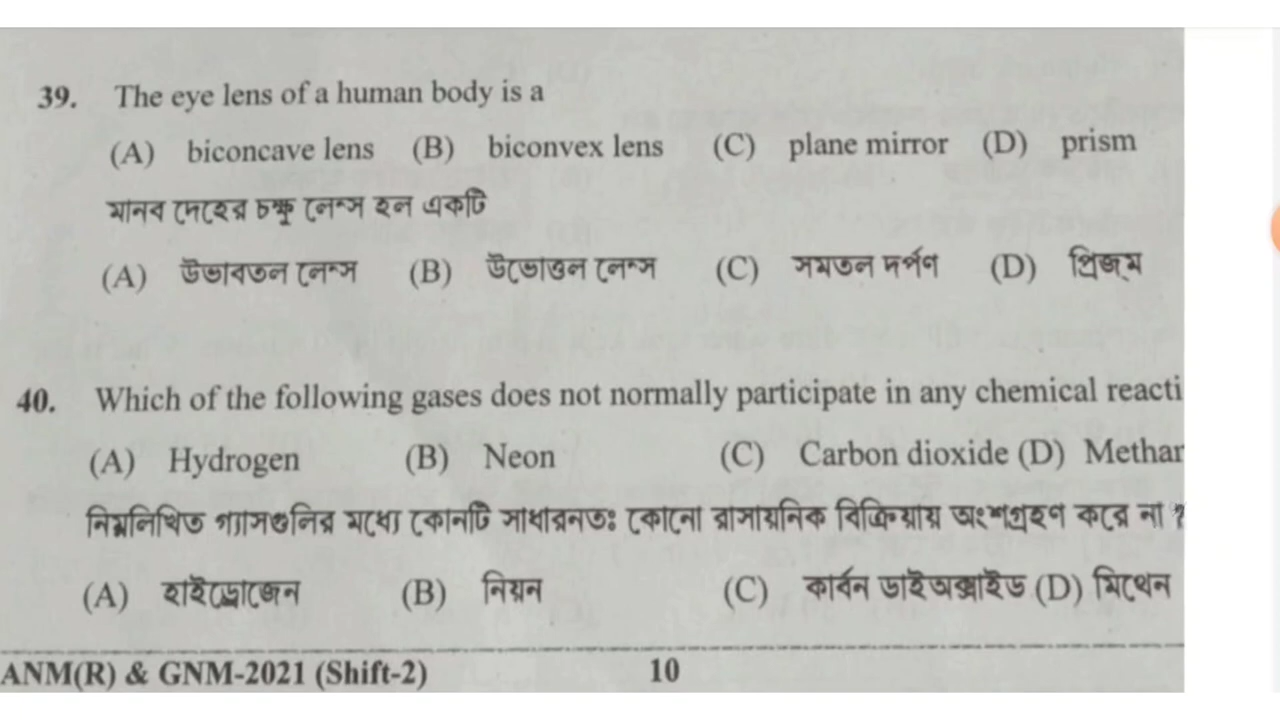 39. The eye lens of a human body is a
(A) biconcave lens (B) biconvex lens (C) plane mirror (D) prism
মানব দেহের চক্ষু লেন্স হল একটি
(A) উভাবতল লেন্স (B) উভোত্তল লেন্স (C) সমতল দর্পণ (D) প্রিজ্‌ম
40. Which of the following gases does not normally participate in any chemical reacti
(A) Hydrogen (B) Neon (C) Carbon dioxide (D) Methan
নিম্নলিখিত গ্যাসগুলির মধ্যে কোনটি সাধারনতঃ কোনো রাসায়নিক বিক্রিয়ায় অংশগ্রহণ করে না ?
(A) হাইড্রোজেন (B) নিয়ন (C) কার্বন ডাইঅক্সাইড (D) মিথেন
ANM(R) & GNM-2021 (Shift-2) 10